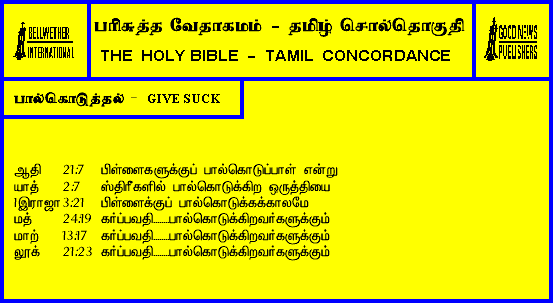 BELLWETHER
INTERNATIONAL
பரிசுத்த வேதாகமம் - தமிழ் சொல்தொகுதி
THE HOLY BIBLE - TAMIL CONCORDANCE
GOOD NEWS
PUBLISHERS
பால்கொடுத்தல் - GIVE SUCK
ஆதி 21:7 பிள்ளைகளுக்குப் பால்கொடுப்பாள் என்று
யாத் 2:7 ஸ்திரீகளில் பால்கொடுக்கிற ஒருத்தியை
1இராஜா 3:21 பிள்ளைக்குப் பால்கொடுக்கக்காலமே
மத் 24:19 கர்ப்பவதி.......பால்கொடுக்கிறவர்களுக்கும்
மாற் 13:17 கர்ப்பவதி.......பால்கொடுக்கிறவர்களுக்கும்
லூக் 21:23 கர்ப்பவதி.......பால்கொடுக்கிறவர்களுக்கும்